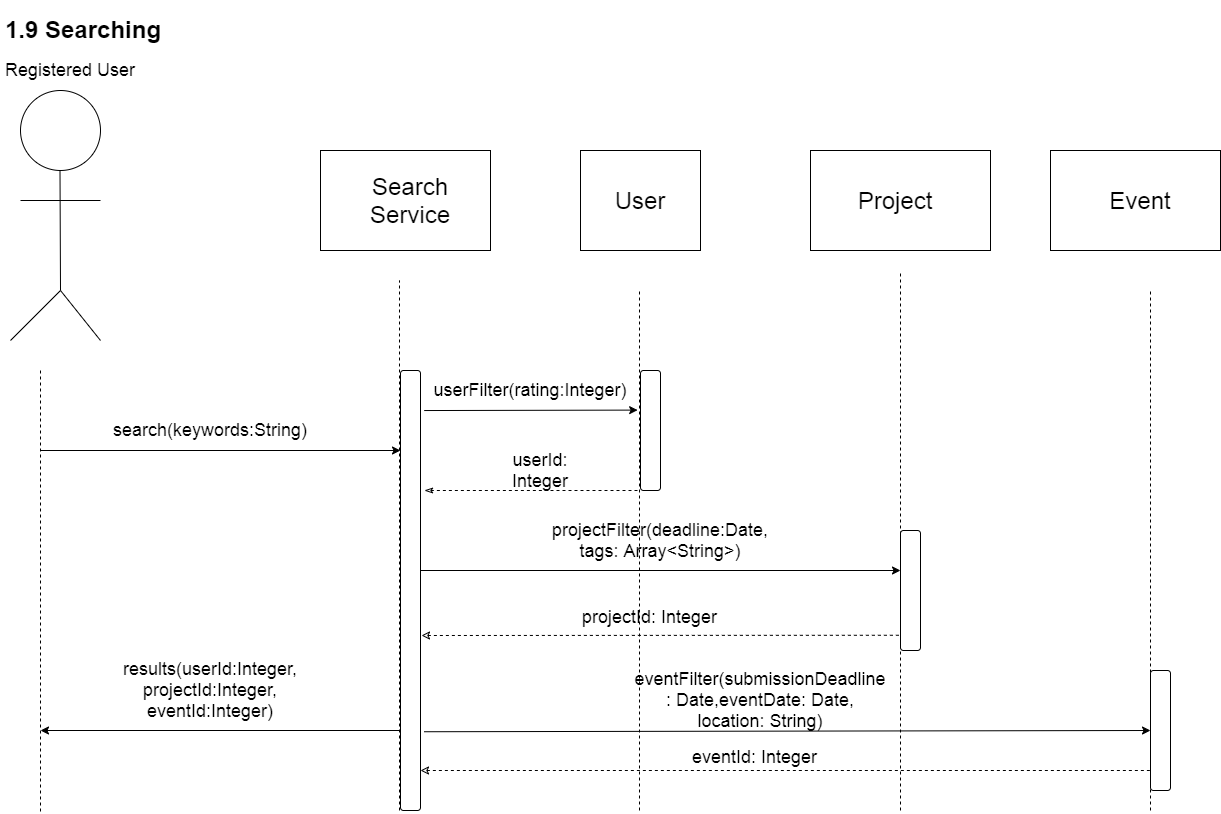 1.9 Searching
Registered User
Search
Service
User
Project
Event
userFilter(rating:Integer)
search(keywords:String)
userId:
Integer
projectFilter(deadline:Date,
tags: Array<String>)
projectId: Integer
results(userId:Integer,
projectId:Integer,
eventId:Integer)
eventFilter(submissionDeadline
: Date,eventDate: Date,
location: String)
eventId: Integer